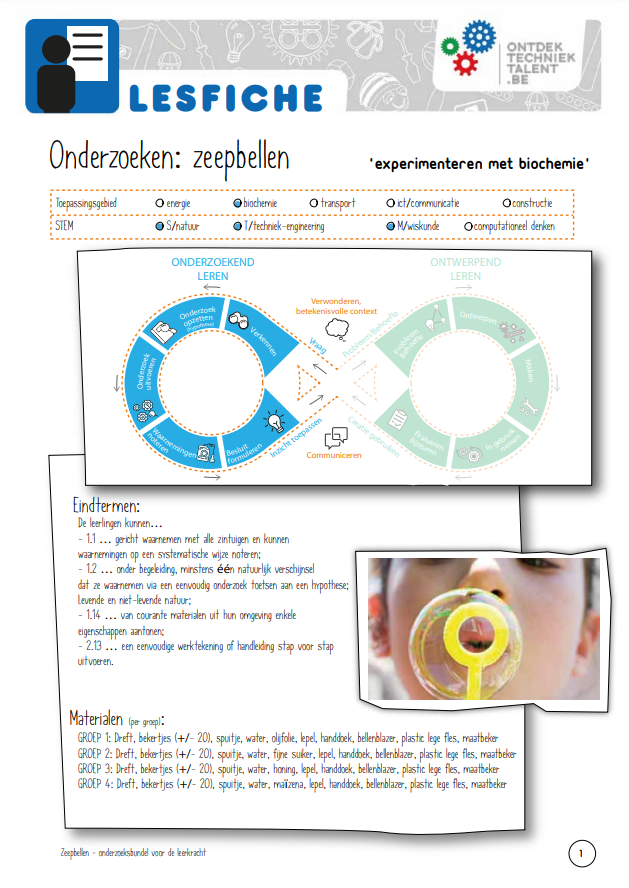 ONTDEK
TECHNIEK
TALENT
.BE
LESFICHE
Onderzoeken: zeepbellen
'experimenteren met biochemie'
Toepassingsgebied energie biochemie transport ict/communicatie constructie
STEM S/natuur T/techniek-engineering M/wiskunde computationeel denken
ONDERZOEKEND
LEREN
ONTWERPEND
LEREN
Verwonderen,
betekenisvolle context
Onderzoek
opzetten
(hypothese)
Verkennen
Vraag
Probleem/Behoefte
Probleem
Behoefte
Ontwerpen
Onderzoek
uitvoeren
Maken
Waarnemingen
noteren
Besluit
formuleren
Inzicht toepassen
Creatie gebruiken
Evalueren
Bijsturen
In gebruik
nemen
Communiceren
Eindtermen:
De leerlingen kunnen...
- 1.1 ... gericht waarnemen met alle zintuigen en kunnen
waarnemingen op een systematische wijze noteren;
- 1.2 ... onder begeleiding, minstens één natuurlijk verschijnsel
dat ze waarnemen via een eenvoudig onderzoek toetsen aan een hypothese;
levende en niet-levende natuur;
- 1.14 ... van courante materialen uit hun omgeving enkele
eigenschappen aantonen;
- 2.13 ... een eenvoudige werktekening of handleiding stap voor stap
uitvoeren.
Materialen (per groep):
GROEP 1: Dreft, bekertjes (+/- 20), spuitje, water, olijfolie, lepel, handdoek, bellenblazer, plastic lege fles, maatbeker
GROEP 2: Dreft, bekertjes (+/- 20), spuitje, water, fijne suiker, lepel, handdoek, bellenblazer, plastic lege fles, maatbeker
GROEP 3: Dreft, bekertjes (+/- 20), spuitje, water, honing, lepel, handdoek, bellenblazer, plastic lege fles, maatbeker
GROEP 4: Dreft, bekertjes (+/- 20), spuitje, water, maïzena, lepel, handdoek, bellenblazer, plastic lege fles, maatbeker
Zeepbellen - onderzoeksbundel voor de leerkracht
1